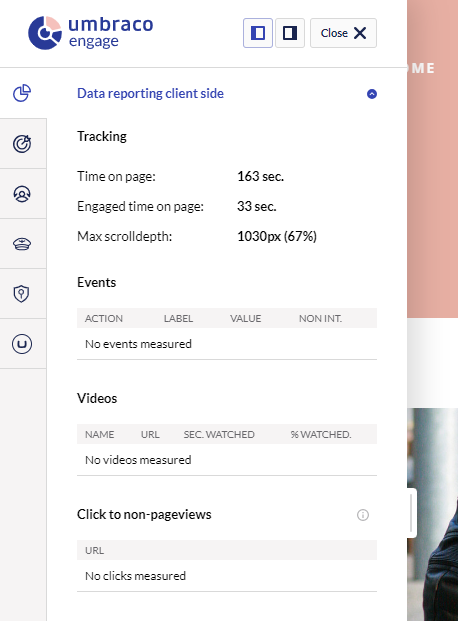 umbraco
engage
Close
OME
Data reporting client side
Tracking
Time on page: 163 sec.
Engaged time on page: 33 sec.
Max scrolldepth: 1030px (67%)
Events
ACTION LABEL VALUE NON INT.
No events measured
Videos
NAME URL SEC. WATCHED % WATCHED.
No videos measured
Click to non-pageviews
URL
No clicks measured